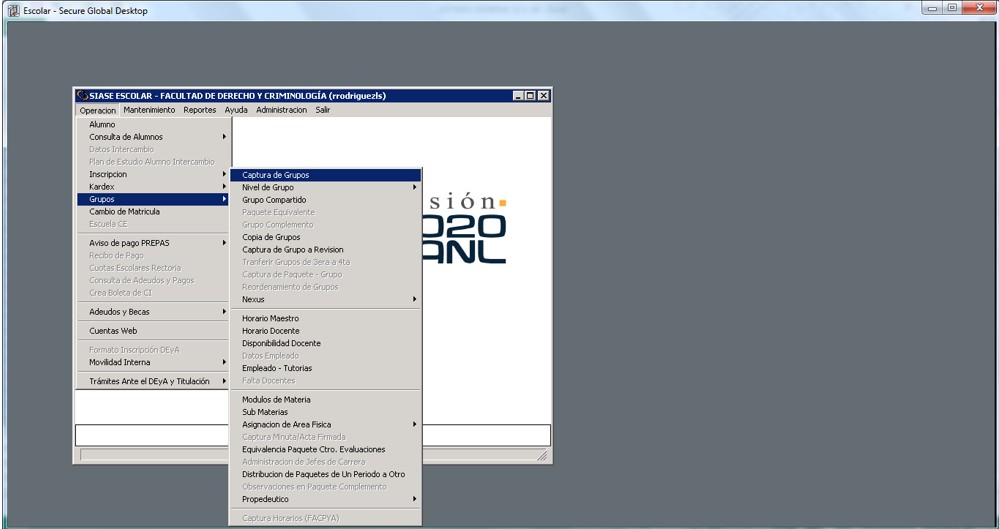 Escolar - Secure Global Desktop
SIASE ESCOLAR - FACULTAD DE DERECHO Y CRIMINOLOGÍA (rrodriguezls)
Operacion Mantenimiento Reportes Ayuda Administracion Salir
Alumno
Consulta de Alumnos
Datos Intercambio
Plan de Estudio Alumno Intercambio
Inscripcion
Kardex
Grupos
Cambio de Matricula
Escuela CE
Aviso de pago PREPAS
Recibo de Pago
Cuotas Escolares Rectoria
Consulta de Adeudos y Pagos
Crea Boleta de CI
Adeudos y Becas
Cuentas Web
Formato Inscripción DEyA
Movilidad Interna
Trámites Ante el DEyA y Titulación
Captura de Grupos
Nivel de Grupo
Grupo Compartido
Paquete Equivalente
Grupo Complemento
Copia de Grupos
Captura de Grupo a Revision
Tranferir Grupos de 3era a 4ta
Captura de Paquete - Grupo
Reordenamiento de Grupos
Nexus
Horario Maestro
Horario Docente
Disponibilidad Docente
Datos Empleado
Empleado - Tutorias
Falta Docentes
Modulos de Materia
Sub Materias
Asignacion de Area Fisica
Captura Minuta/Acta Firmada
Equivalencia Paquete Ctro. Evaluaciones
Administracion de Jefes de Carrera
Distribucion de Paquetes de Un Periodo a Otro
Observaciones en Paquete Complemento
Propedeutico
Captura Horarios (FACPYA)
sión
020
ANL